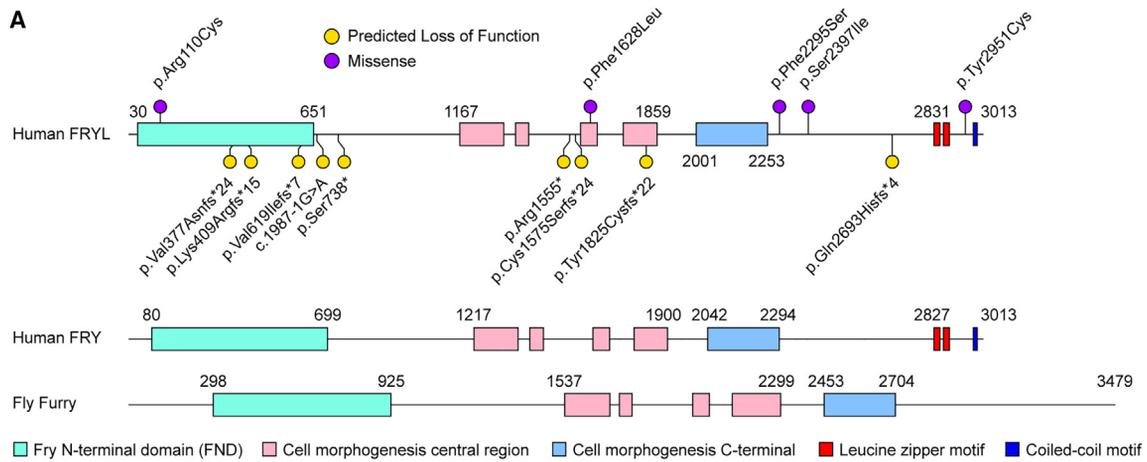 A
Predicted Loss of Function
Missense
p.Arg110Cys
p.Phe1628Leu
p.Phe2295Ser
p.Ser2397Ile
p.Tyr2951Cys
30 651 1167 1859 2831 3013
Human FRYL
2001 2253
p.Val377Asnfs*24
p.Lys409Argfs*15
p.Val619Ilefs*7
c.1987-1G>A
p.Ser738*
p.Arg1555*
p.Cys1575Serfs*24
p.Tyr1825Cysfs*22
p.Gln2693Hisfs*4
80 699 1217 1900 2042 2294 2827 3013
Human FRY
298 925 1537 2299 2453 2704 3479
Fly Furry
Fry N-terminal domain (FND) Cell morphogenesis central region Cell morphogenesis C-terminal Leucine zipper motif Coiled-coil motif